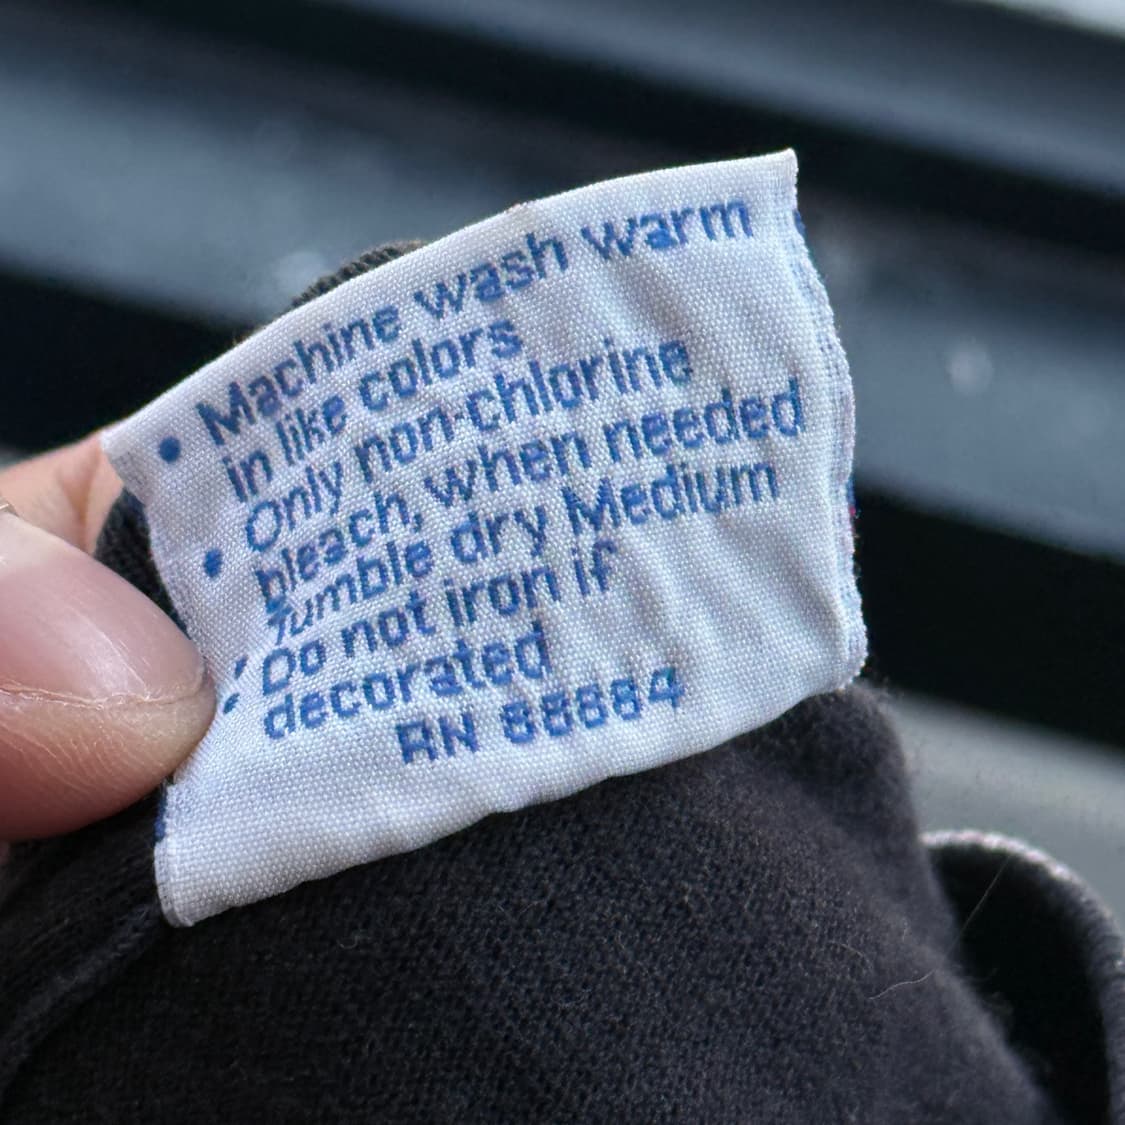 • Machine wash warm
in like colors
• Only non-chlorine
bleach, when needed
Tumble dry Medium
• Do not iron if
decorated
RN